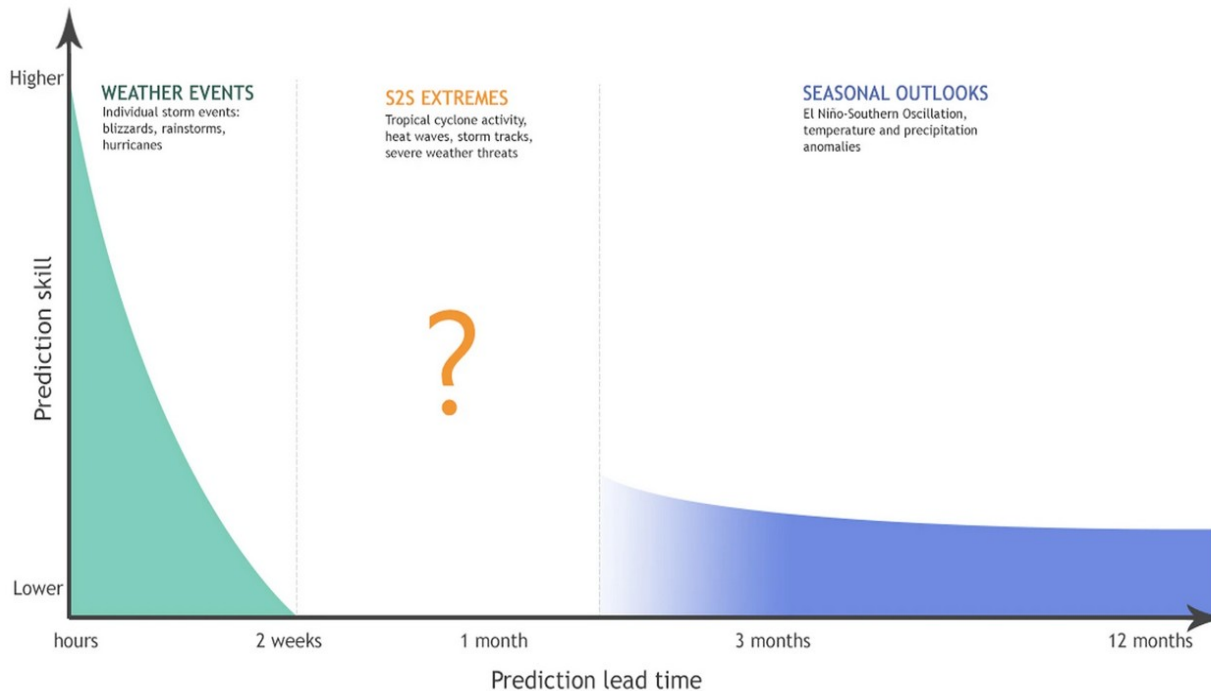 Higher
WEATHER EVENTS
Individual storm events:
blizzards, rainstorms,
hurricanes
S2S EXTREMES
Tropical cyclone activity,
heat waves, storm tracks,
severe weather threats
SEASONAL OUTLOOKS
El Niño-Southern Oscillation,
temperature and precipitation
anomalies
Prediction skill
?
Lower
hours
2 weeks
1 month
3 months
12 months
Prediction lead time